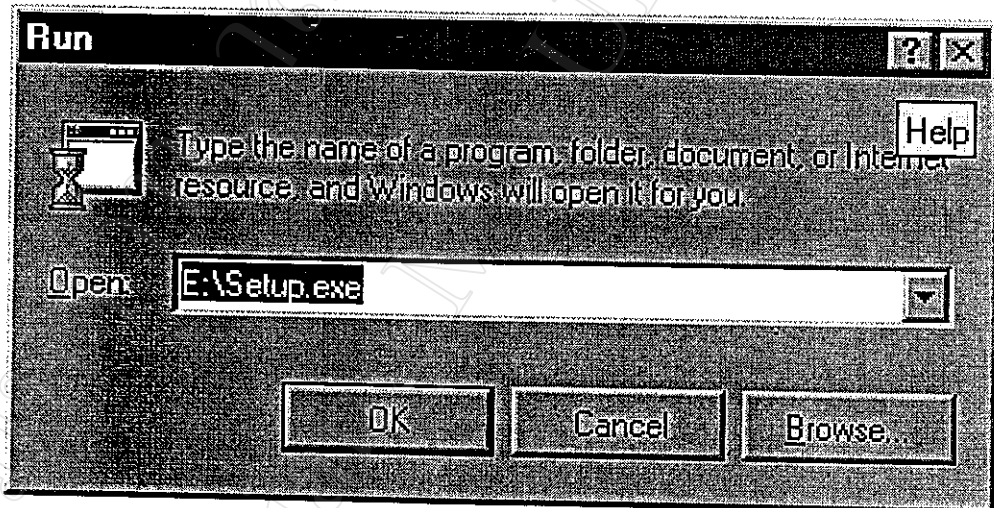 Run
?
Help
Type the name of a program, folder, document, or Internet
resource, and Windows will open it for you.
Open:
E:\Setup.exe
OK
Cancel
Browse...